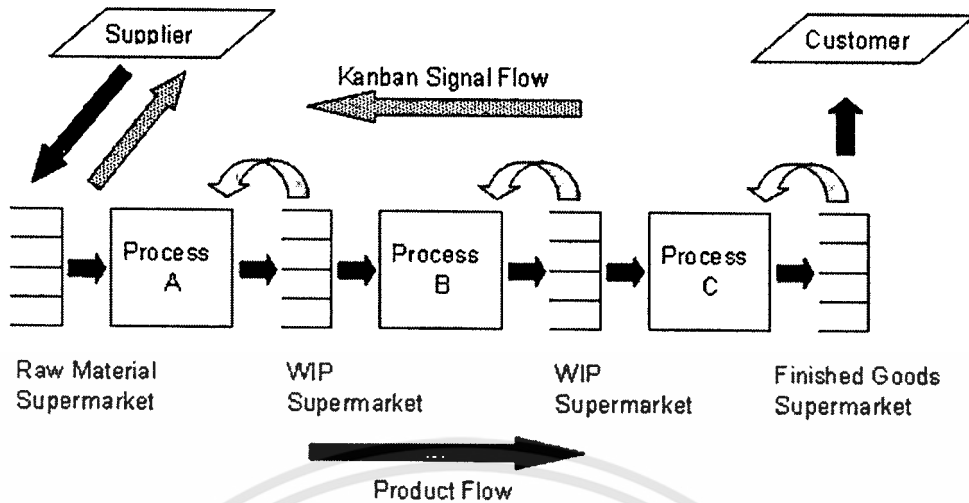 Supplier
Customer
Kanban Signal Flow
Process
A
Process
B
Process
C
Raw Material
Supermarket
WIP
Supermarket
WIP
Supermarket
Finished Goods
Supermarket
Product Flow